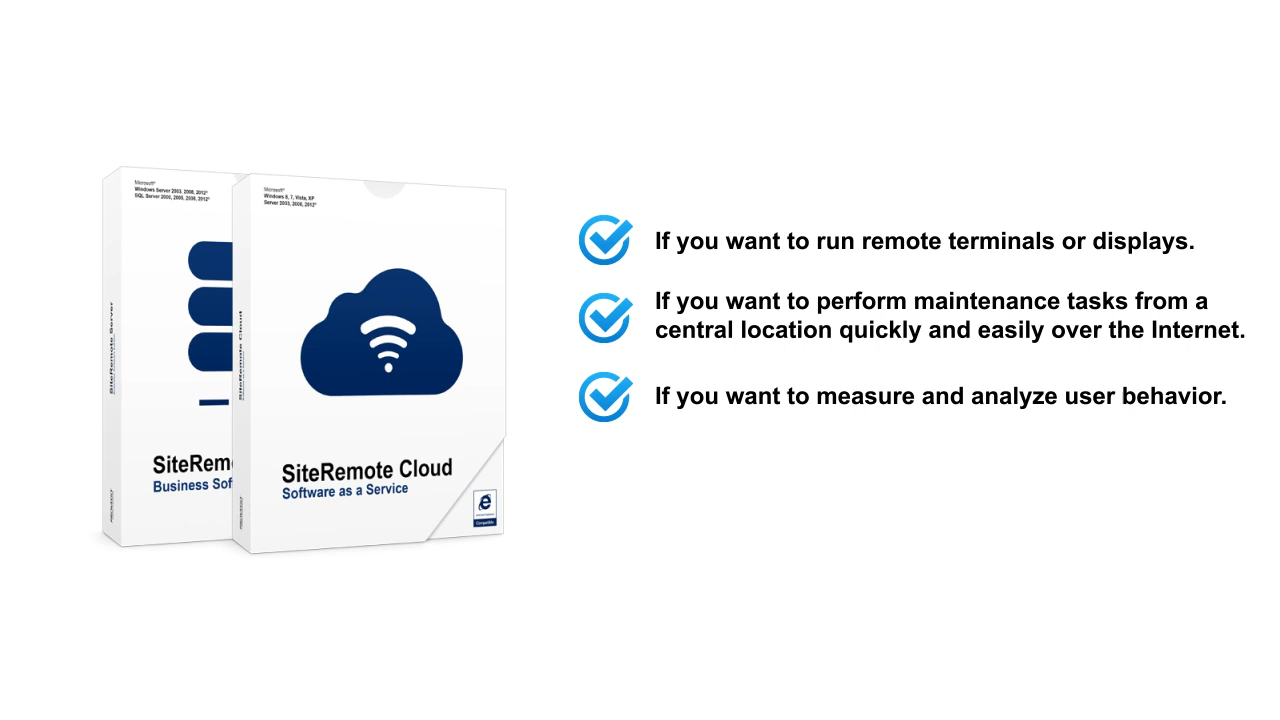 Microsoft®
Windows Server 2003, 2008, 2012®
SQL Server 2000, 2005, 2008, 2012®
SiteRemote Server
SiteRem
Business Sof
Microsoft®
Windows 8, 7, Vista, XP
Server 2003, 2008, 2012®
SiteRemote Cloud
SiteRemote Cloud
Software as a Service
Compatible
If you want to run remote terminals or displays.
If you want to perform maintenance tasks from a
central location quickly and easily over the Internet.
If you want to measure and analyze user behavior.